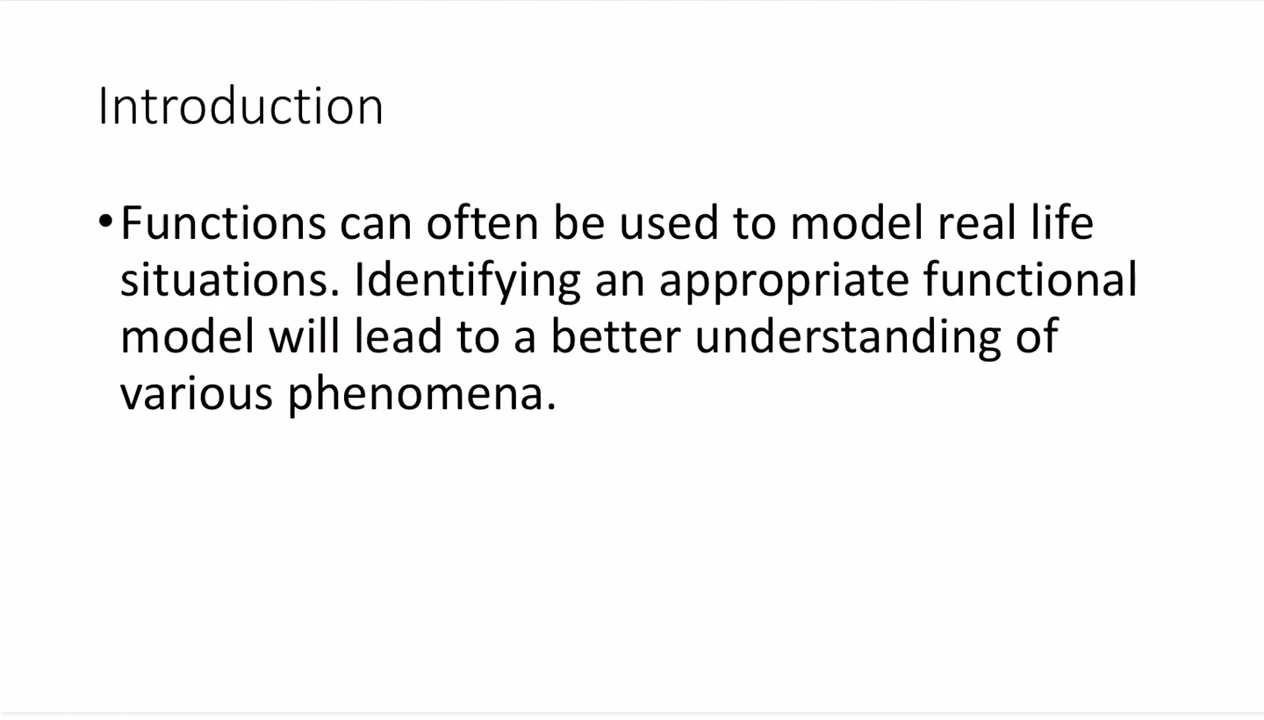 Introduction
•Functions can often be used to model real life
situations. Identifying an appropriate functional
model will lead to a better understanding of
various phenomena.